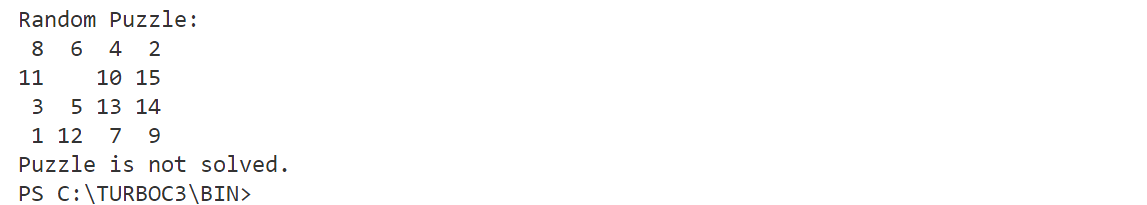 Random Puzzle:
 8  6  4  2
11    10 15
 3  5 13 14
 1 12  7  9
Puzzle is not solved.
PS C:\TURBOC3\BIN>